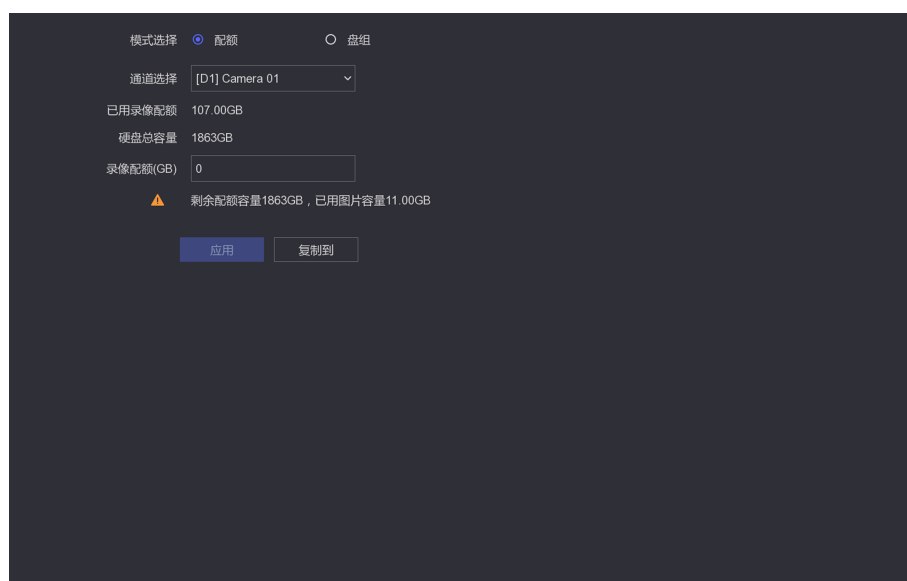 模式选择 配额 盘组
通道选择 [D1] Camera 01
已用录像配额 107.00GB
硬盘总容量 1863GB
录像配额(GB) 0
剩余配额容量1863GB，已用图片容量11.00GB
应用 复制到